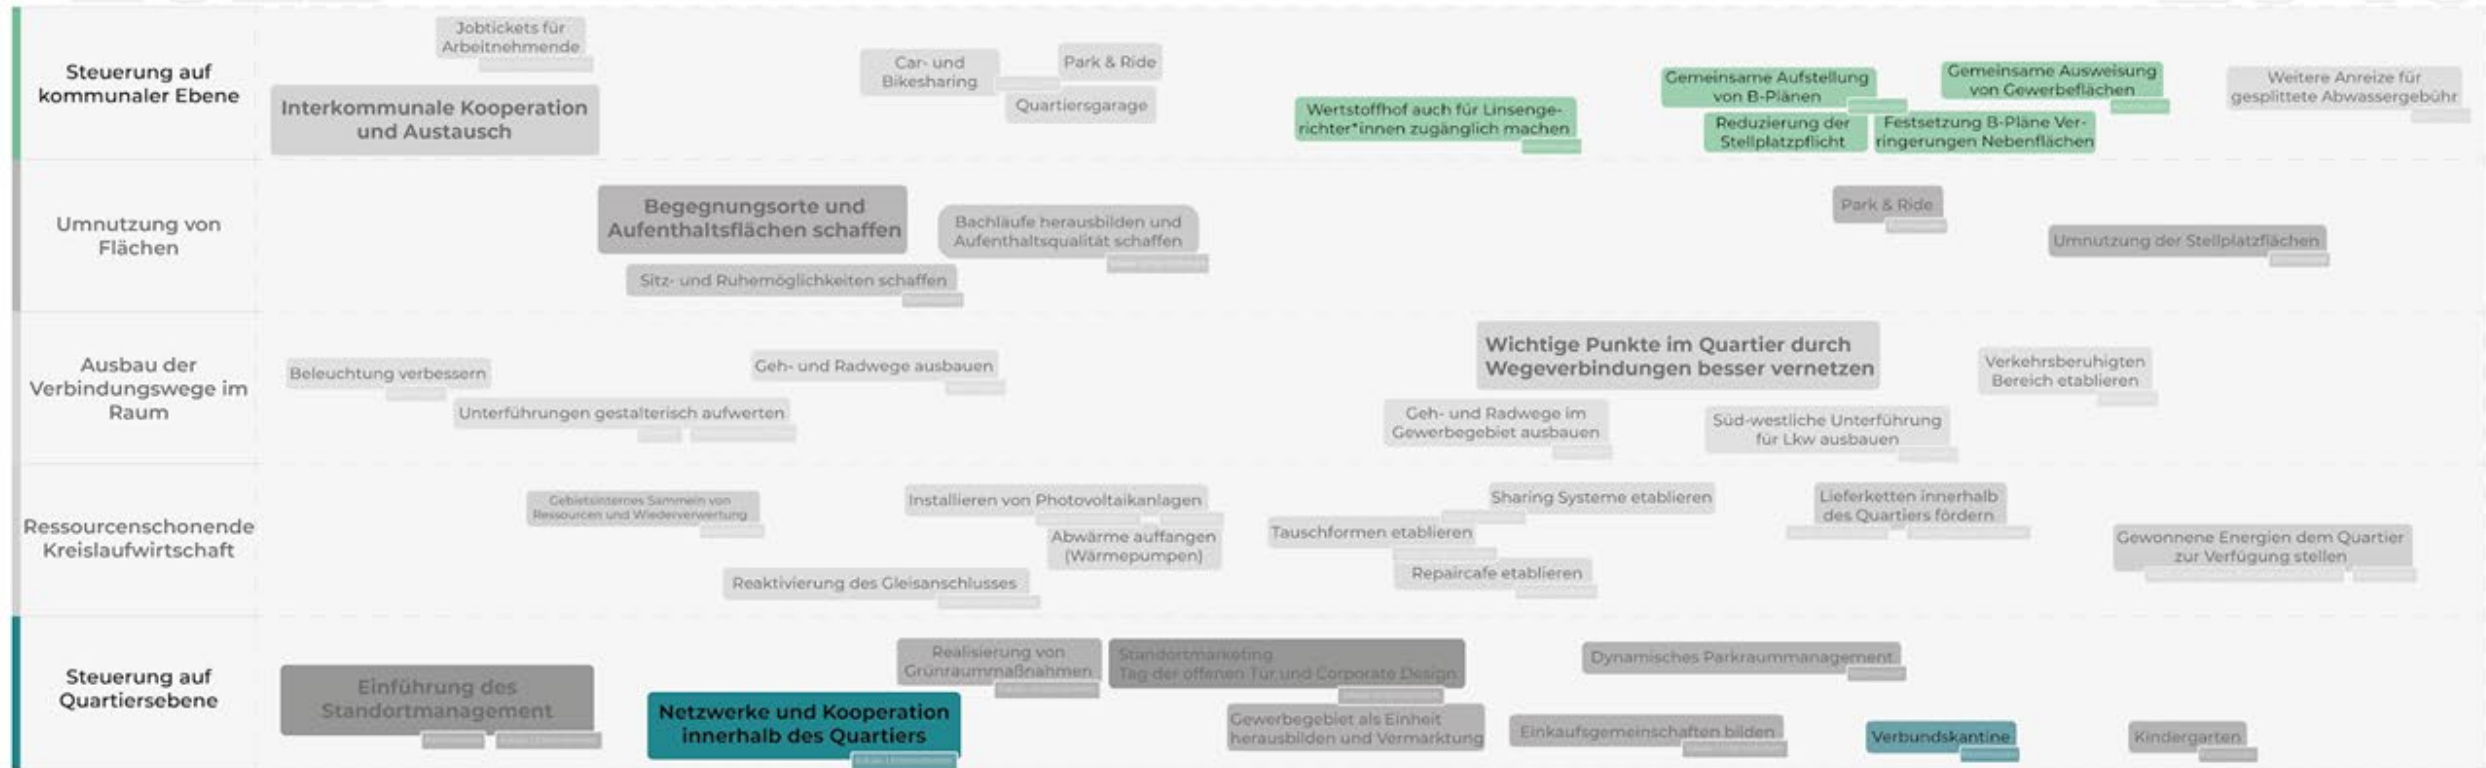 Steuerung auf
kommunaler Ebene
Jobtickets für
Arbeitnehmende
Interkommunale Kooperation
und Austausch
Car- und
Bikesharing
Park & Ride
Quartiersgarage
Wertstoffhof auch für Linsenge-
richter*innen zugänglich machen
Gemeinsame Aufstellung
von B-Plänen
Reduzierung der
Stellplatzpflicht
Gemeinsame Ausweisung
von Gewerbeflächen
Festsetzung B-Pläne Ver-
ringerungen Nebenflächen
Weitere Anreize für
gesplittete Abwassergebühr
Umnutzung von
Flächen
Begegnungsorte und
Aufenthaltsflächen schaffen
Sitz- und Ruhemöglichkeiten schaffen
Bachläufe herausbilden und
Aufenthaltsqualität schaffen
Park & Ride
Umnutzung der Stellplatzflächen
Ausbau der
Verbindungswege im
Raum
Beleuchtung verbessern
Unterführungen gestalterisch aufwerten
Geh- und Radwege ausbauen
Wichtige Punkte im Quartier durch
Wegeverbindungen besser vernetzen
Geh- und Radwege im
Gewerbegebiet ausbauen
Süd-westliche Unterführung
für Lkw ausbauen
Verkehrsberuhigten
Bereich etablieren
Ressourcenschonende
Kreislaufwirtschaft
Gebietsinternes Sammeln von
Ressourcen und Wiederverwertung
Reaktivierung des Gleisanschlusses
Installieren von Photovoltaikanlagen
Abwärme auffangen
(Wärmepumpen)
Tauschformen etablieren
Sharing Systeme etablieren
Repaircafe etablieren
Lieferketten innerhalb
des Quartiers fördern
Gewonnene Energien dem Quartier
zur Verfügung stellen
Steuerung auf
Quartiersebene
Einführung des
Standortmanagement
Netzwerke und Kooperation
innerhalb des Quartiers
Realisierung von
Grünraummaßnahmen
Standortmarketing
Tag der offenen Tür und Corporate Design
Gewerbegebiet als Einheit
herausbilden und Vermarktung
Dynamisches Parkraummanagement
Einkaufsgemeinschaften bilden
Verbundskantine
Kindergarten